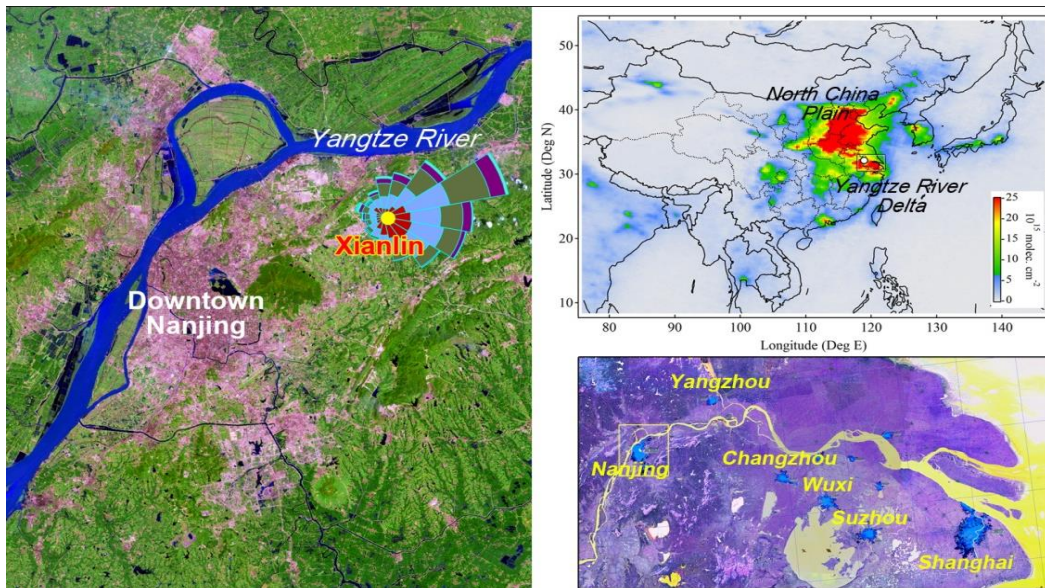 Yangtze River
Xianlin
Downtown
Nanjing
Latitude (Deg N)
50
40
30
20
10
North China
Plain
Yangtze River
Delta
25
20
15
10
5
0
10¹⁵ molec. cm⁻²
80
90
100
110
120
130
140
Longitude (Deg E)
Yangzhou
Nanjing
Changzhou
Wuxi
Suzhou
Shanghai